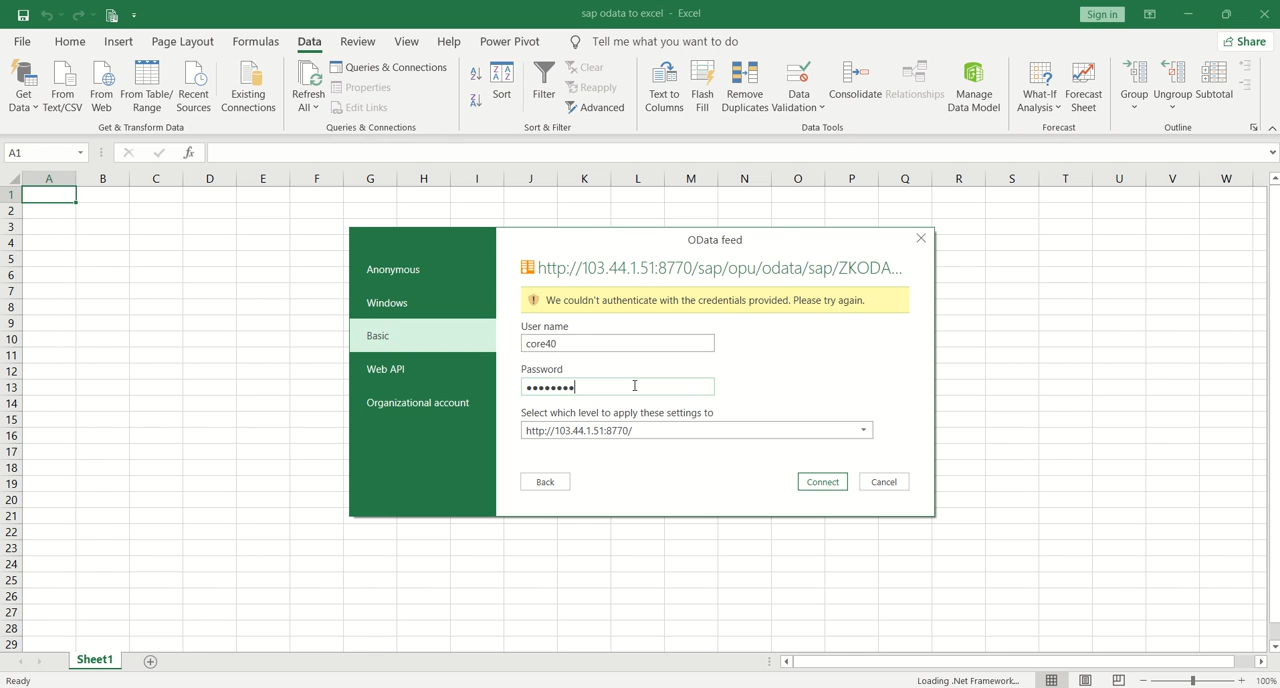 sap odata to excel - Excel
Sign in
File Home Insert Page Layout Formulas Data Review View Help Power Pivot Tell me what you want to do
Share
Get Data
From Text/CSV
From Web
From Table/ Range
Recent Sources
Existing Connections
Get & Transform Data
Refresh All
Queries & Connections
Properties
Edit Links
Queries & Connections
Sort
Filter
Clear
Reapply
Advanced
Sort & Filter
Text to Columns
Flash Fill
Remove Duplicates
Data Validation
Consolidate
Relationships
Manage Data Model
Data Tools
What-If Analysis
Forecast Sheet
Forecast
Group
Ungroup
Subtotal
Outline
A1
fx
A B C D E F G H I J K L M N O P Q R S T U V W
1
2
3
4
5
6
7
8
9
10
11
12
13
14
15
16
17
18
19
20
21
22
23
24
25
26
27
28
29
OData feed
Anonymous
Windows
Basic
Web API
Organizational account
http://103.44.1.51:8770/sap/opu/odata/sap/ZKODA...
We couldn't authenticate with the credentials provided. Please try again.
User name
core40
Password
••••••••
Select which level to apply these settings to
http://103.44.1.51:8770/
Back
Connect
Cancel
Sheet1
Ready
Loading .Net Framework...
100%